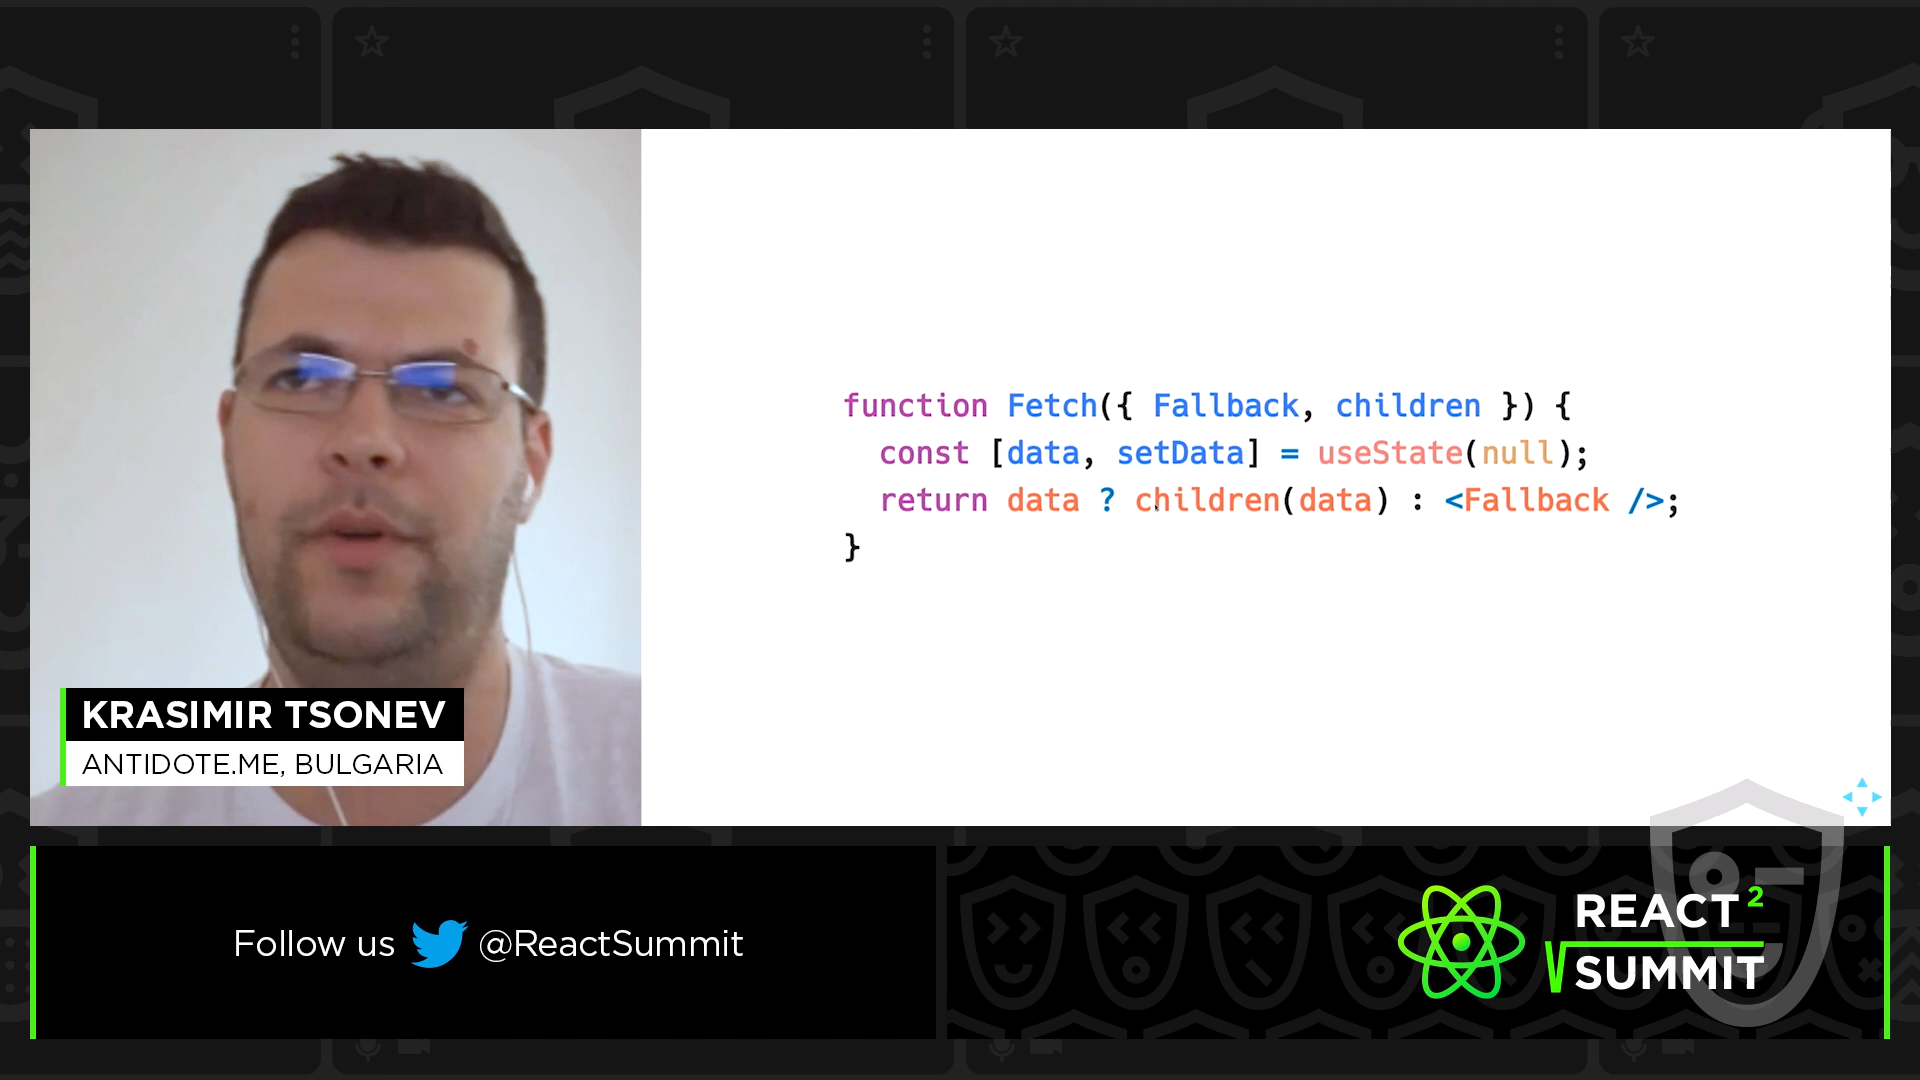 function Fetch({ Fallback, children }) {
  const [data, setData] = useState(null);
  return data ? children(data) : <Fallback />;
}
KRASIMIR TSONEV
ANTIDOTE.ME, BULGARIA
Follow us @ReactSummit
REACT 2
SUMMIT